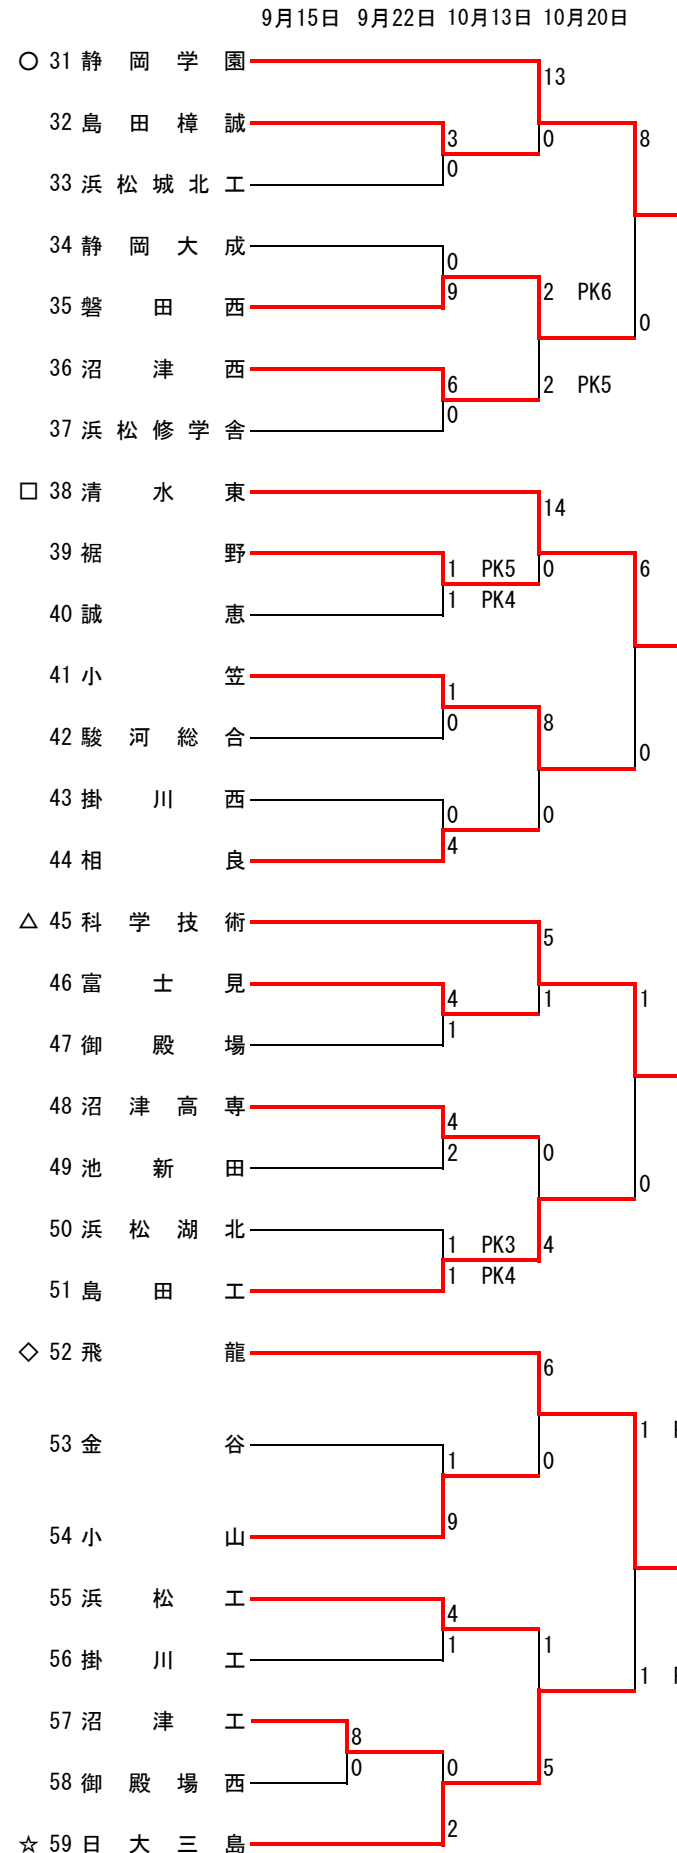 9月15日 9月22日 10月13日 10月20日
○ 31 静岡学園
13
32 島田樟誠
3 0 8
0
33 浜松城北工
34 静岡大成
0
9 2 PK6
35 磐田西
0
36 沼津西
6 2 PK5
0
37 浜松修学舎
□ 38 清水東
14
39 裾野
1 PK5 0 6
1 PK4
40 誠恵
41 小笠
1
0 8
42 駿河総合
0
43 掛川西
0 0
4
44 相良
△ 45 科学技術
5
46 富士見
4 1 1
1
47 御殿場
48 沼津高専
4
2 0
49 池新田
0
50 浜松湖北
1 PK3 4
1 PK4
51 島田工
◇ 52 飛龍
6
1
53 金谷
1 0
9
54 小山
55 浜松工
4
1 1
56 掛川工
1
57 沼津工
8
0 0 5
58 御殿場西
2
☆ 59 日大三島